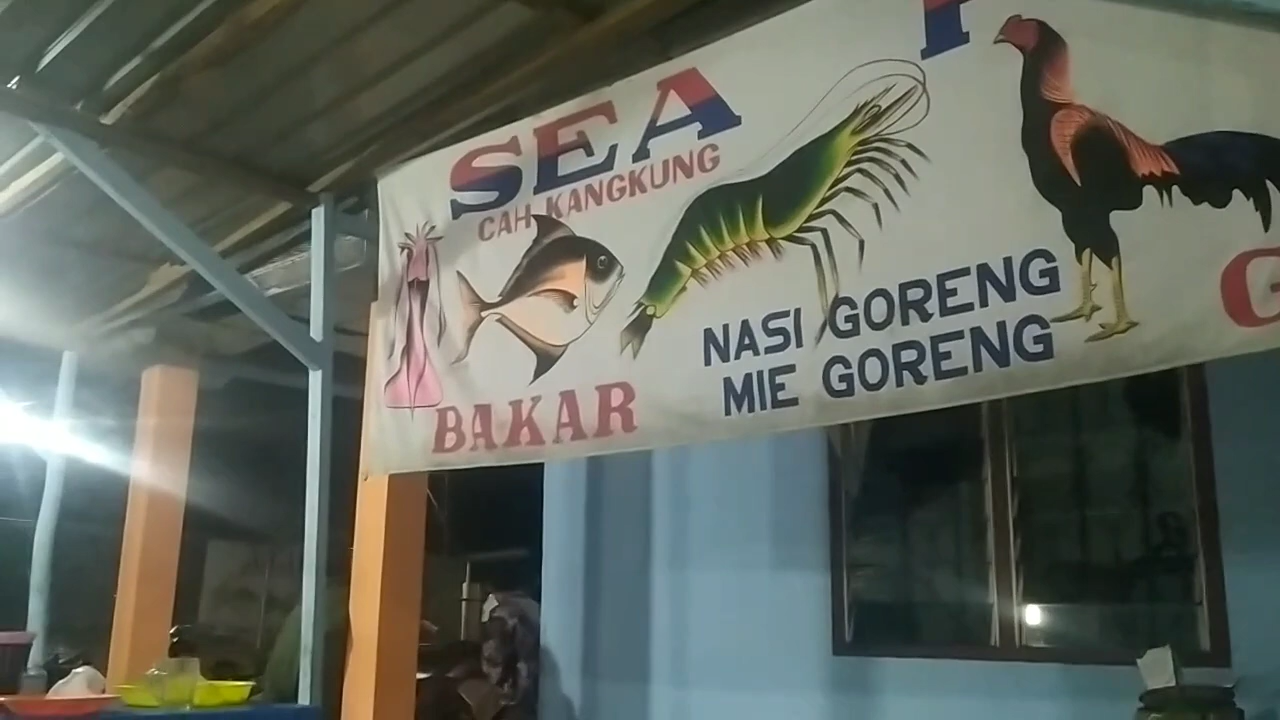 SEA
CAH KANGKUNG
BAKAR
NASI GORENG
MIE GORENG